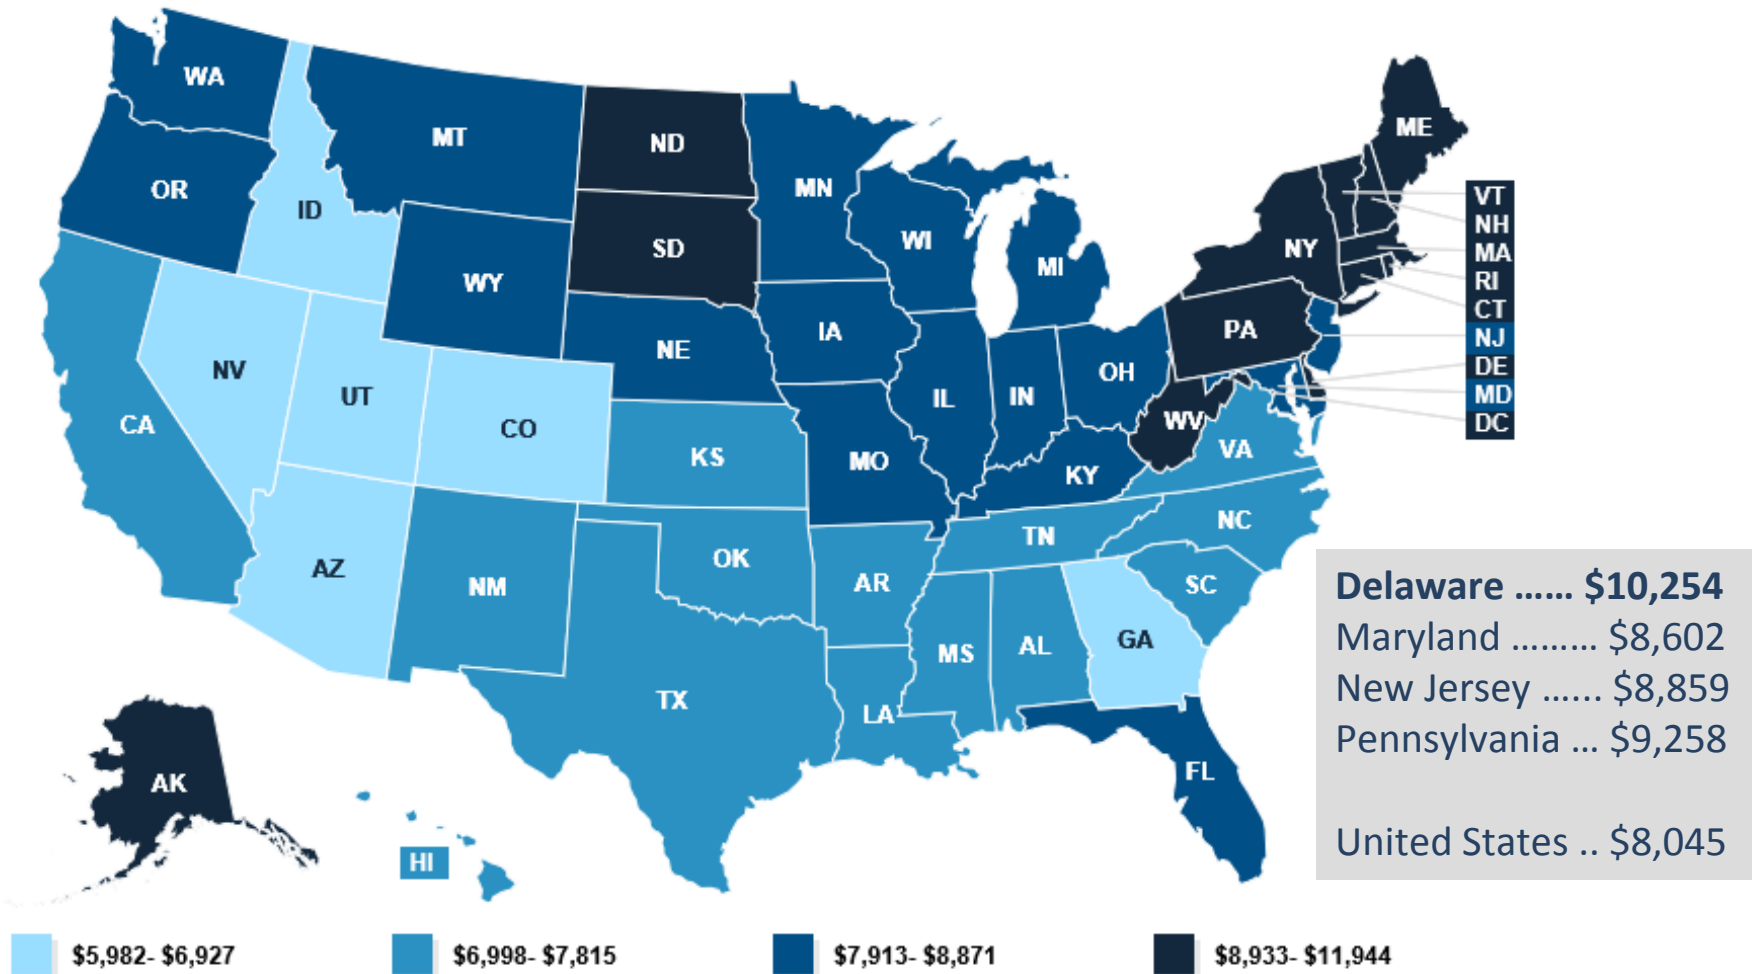 WA
MT
ND
MN
ME
OR
ID
SD
WI
MI
NY
VT
NH
MA
RI
CT
NJ
DE
MD
DC
WY
NE
IA
PA
NV
UT
CO
IL
IN
OH
WV
CA
KS
MO
KY
VA
AZ
NM
OK
AR
TN
NC
SC
TX
LA
MS
AL
GA
FL
AK
HI
Delaware ...... $10,254
Maryland ......... $8,602
New Jersey ...... $8,859
Pennsylvania ... $9,258
United States .. $8,045
$5,982- $6,927
$6,998- $7,815
$7,913- $8,871
$8,933- $11,944